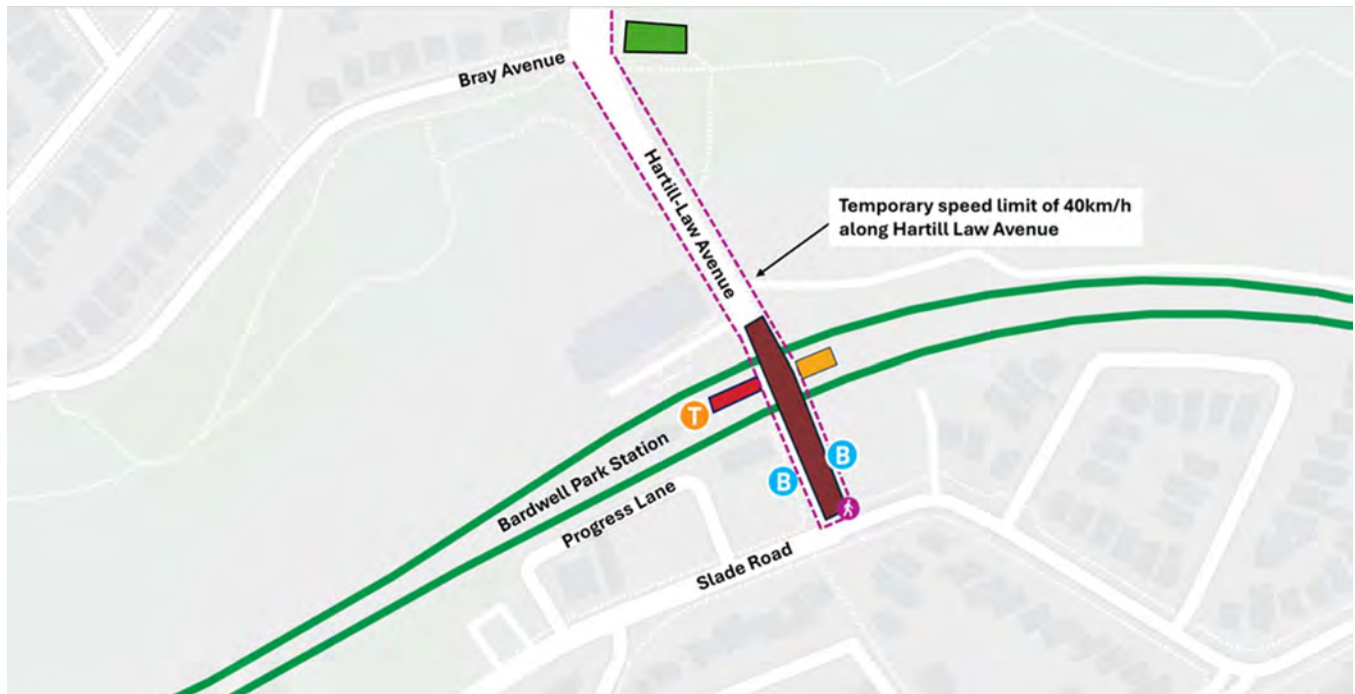 Bray Avenue
Hartill-Law Avenue
Temporary speed limit of 40km/h
along Hartill Law Avenue
T
Bardwell Park Station
B
B
Progress Lane
Slade Road